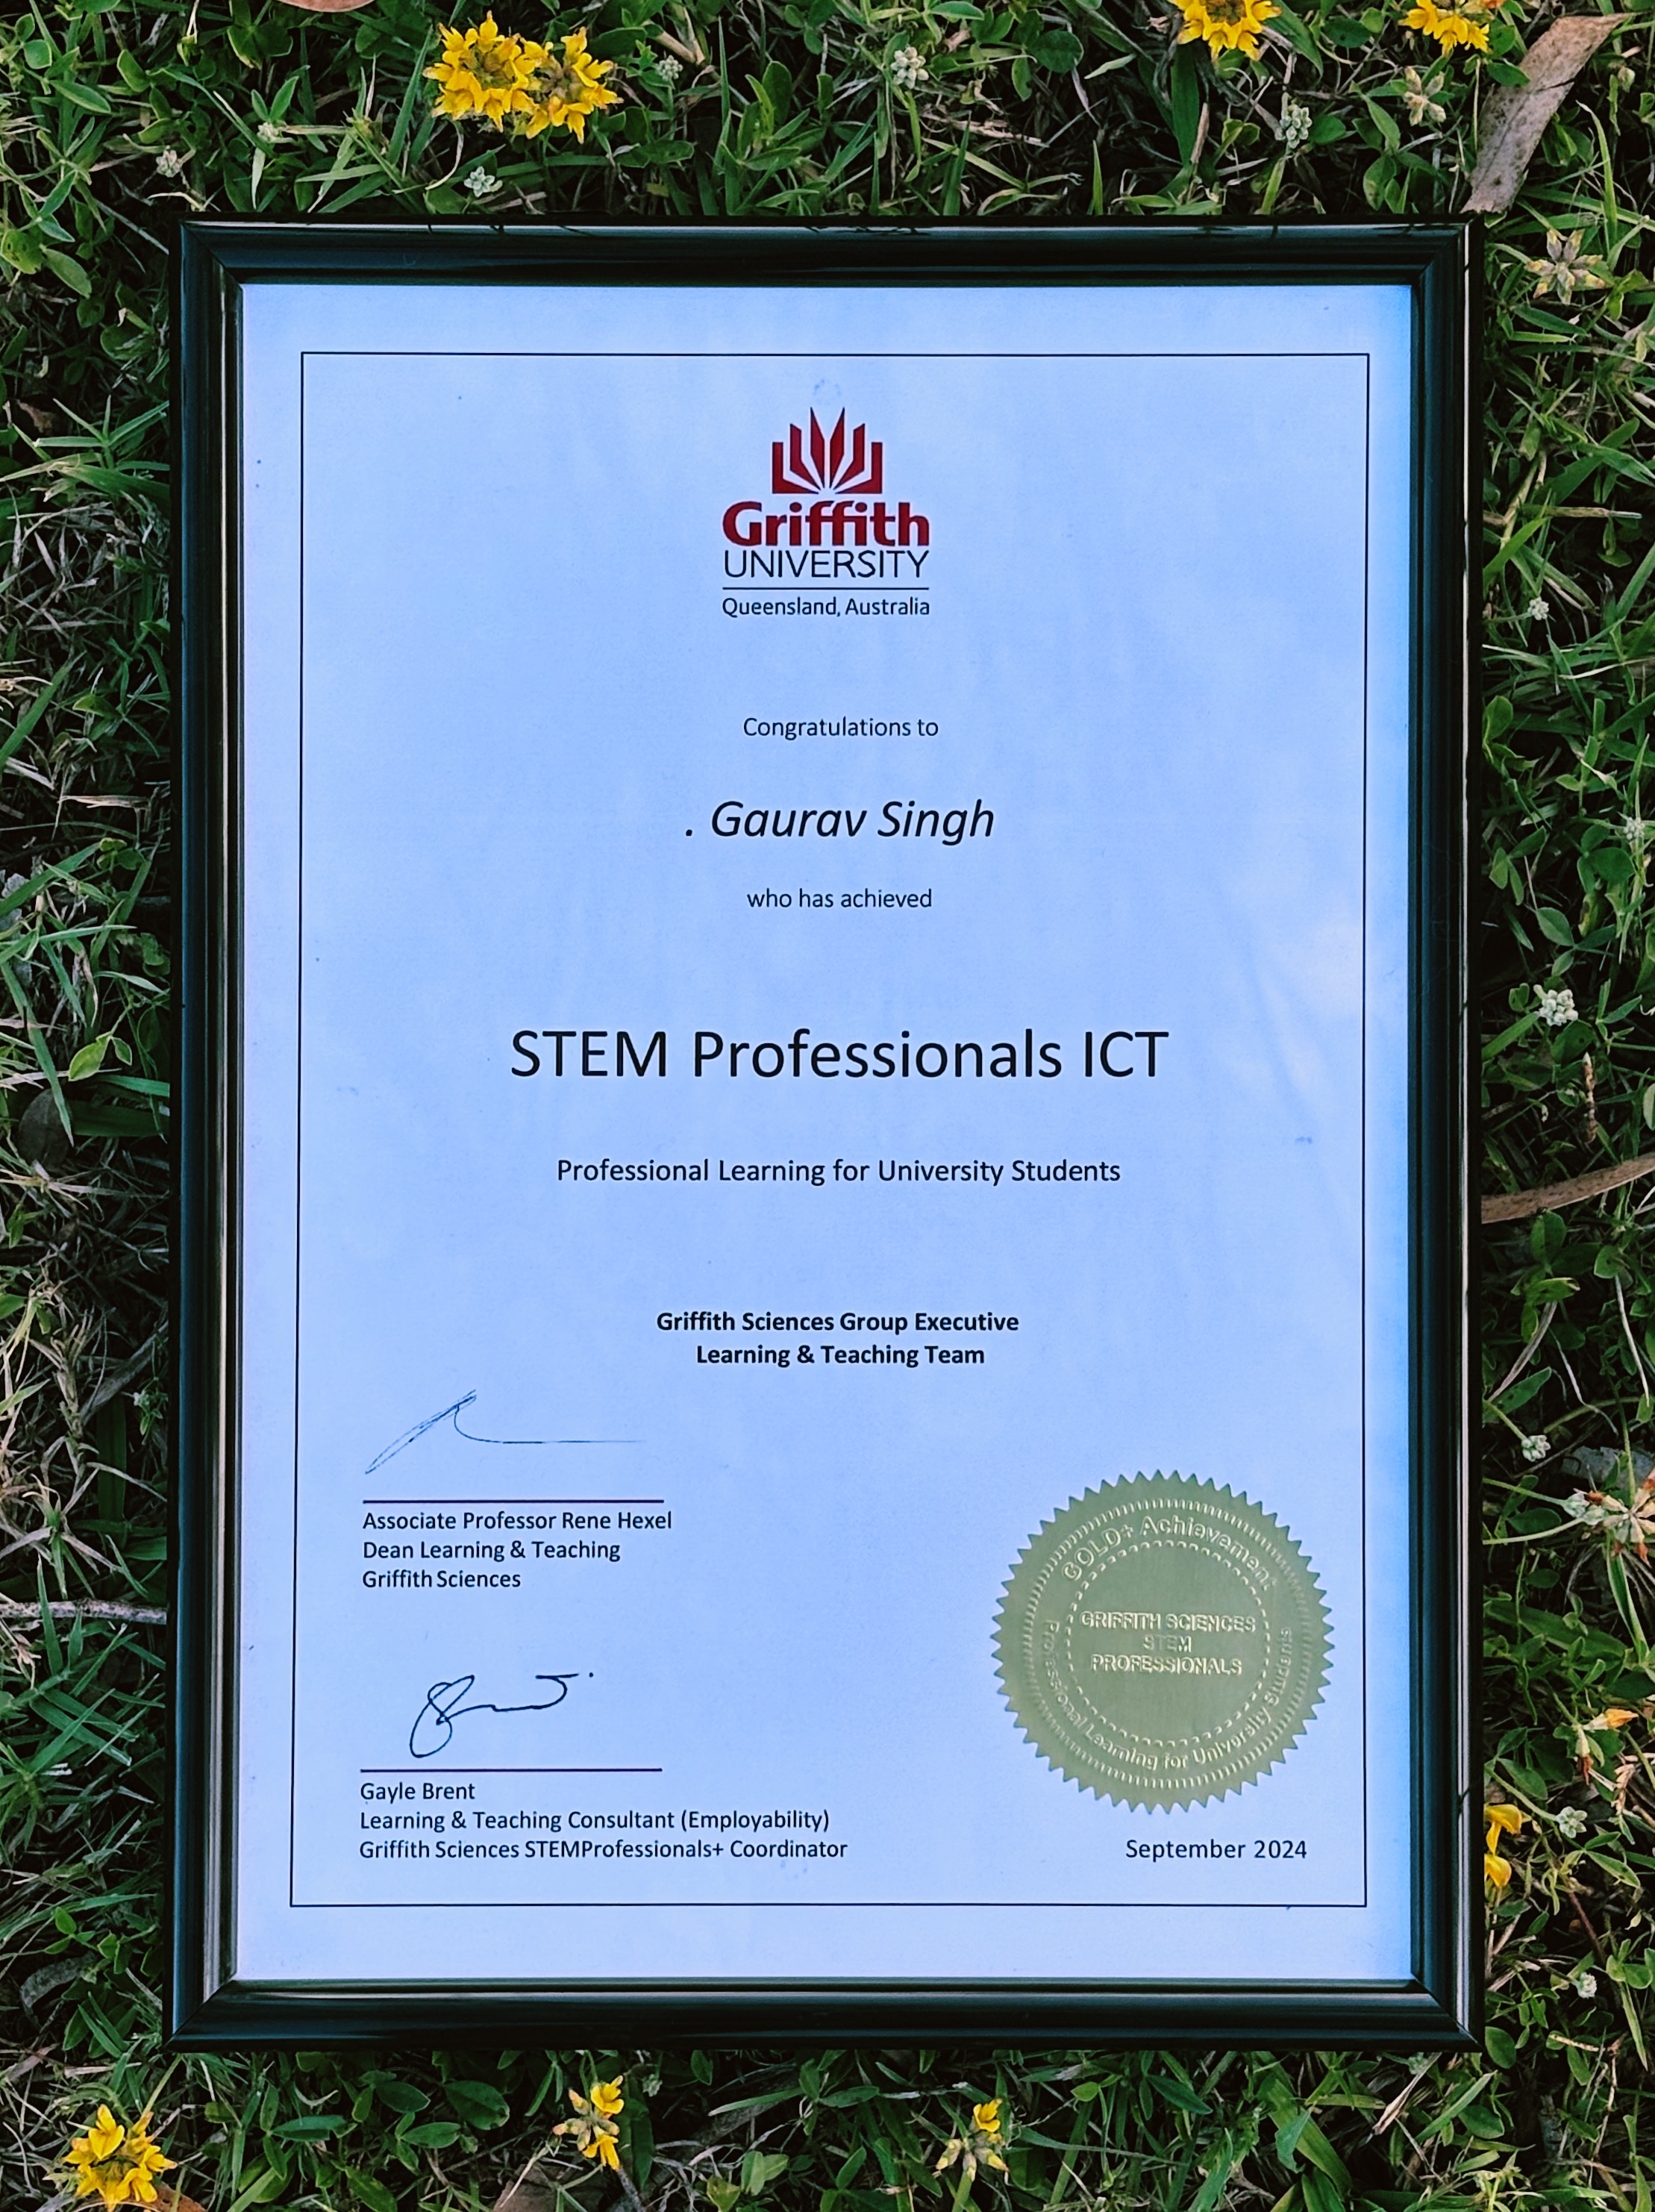 Griffith
UNIVERSITY
Queensland, Australia
Congratulations to
. Gaurav Singh
who has achieved
STEM Professionals ICT
Professional Learning for University Students
Griffith Sciences Group Executive
Learning & Teaching Team
Associate Professor Rene Hexel
Dean Learning & Teaching
Griffith Sciences
GOLD+ Achievement
GRIFFITH SCIENCES
STEM
PROFESSIONALS
Professional Learning for University Students
Gayle Brent
Learning & Teaching Consultant (Employability)
Griffith Sciences STEMProfessionals+ Coordinator
September 2024